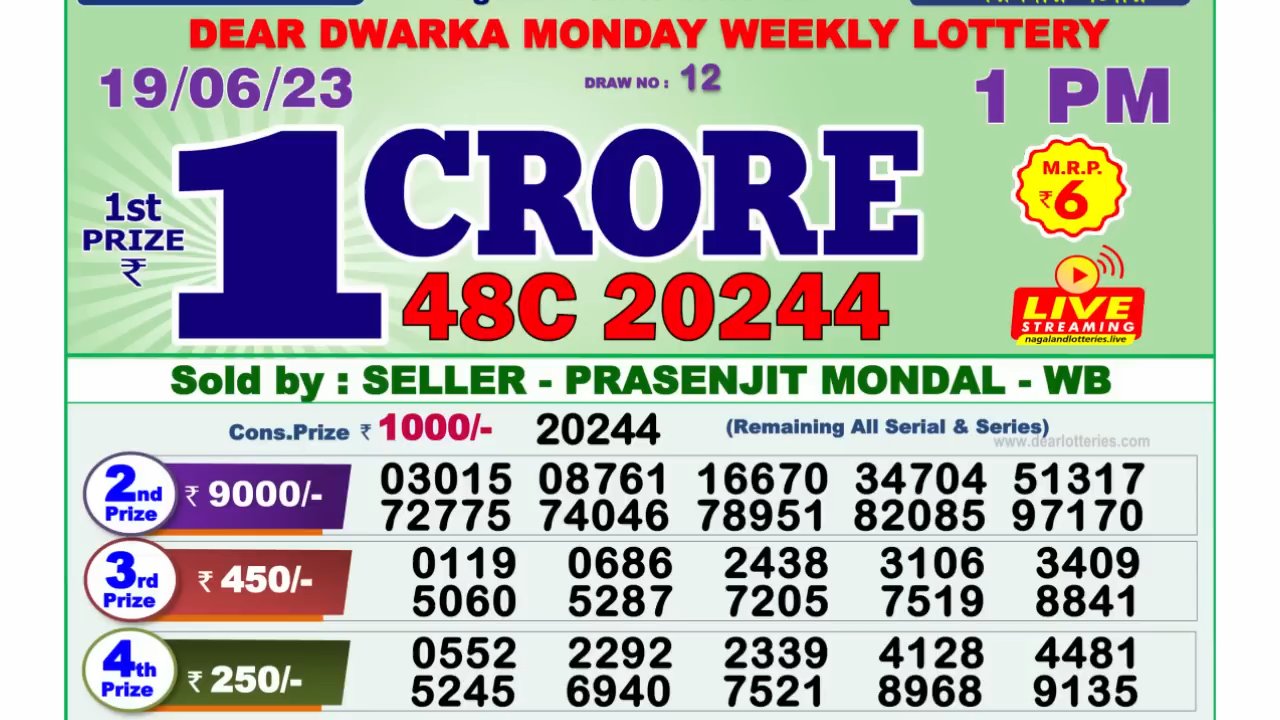 DEAR DWARKA MONDAY WEEKLY LOTTERY
19/06/23
DRAW NO : 12
1 PM
1st
PRIZE
₹
1 CRORE
48C 20244
M.R.P.
₹6
LIVE
STREAMING
nagalandlotteries.live
Sold by : SELLER - PRASENJIT MONDAL - WB
Cons.Prize ₹ 1000/- 20244 (Remaining All Serial & Series)
www.dearlotteries.com
2nd Prize ₹ 9000/-
03015 08761 16670 34704 51317
72775 74046 78951 82085 97170
3rd Prize ₹ 450/-
0119 0686 2438 3106 3409
5060 5287 7205 7519 8841
4th Prize ₹ 250/-
0552 2292 2339 4128 4481
5245 6940 7521 8968 9135